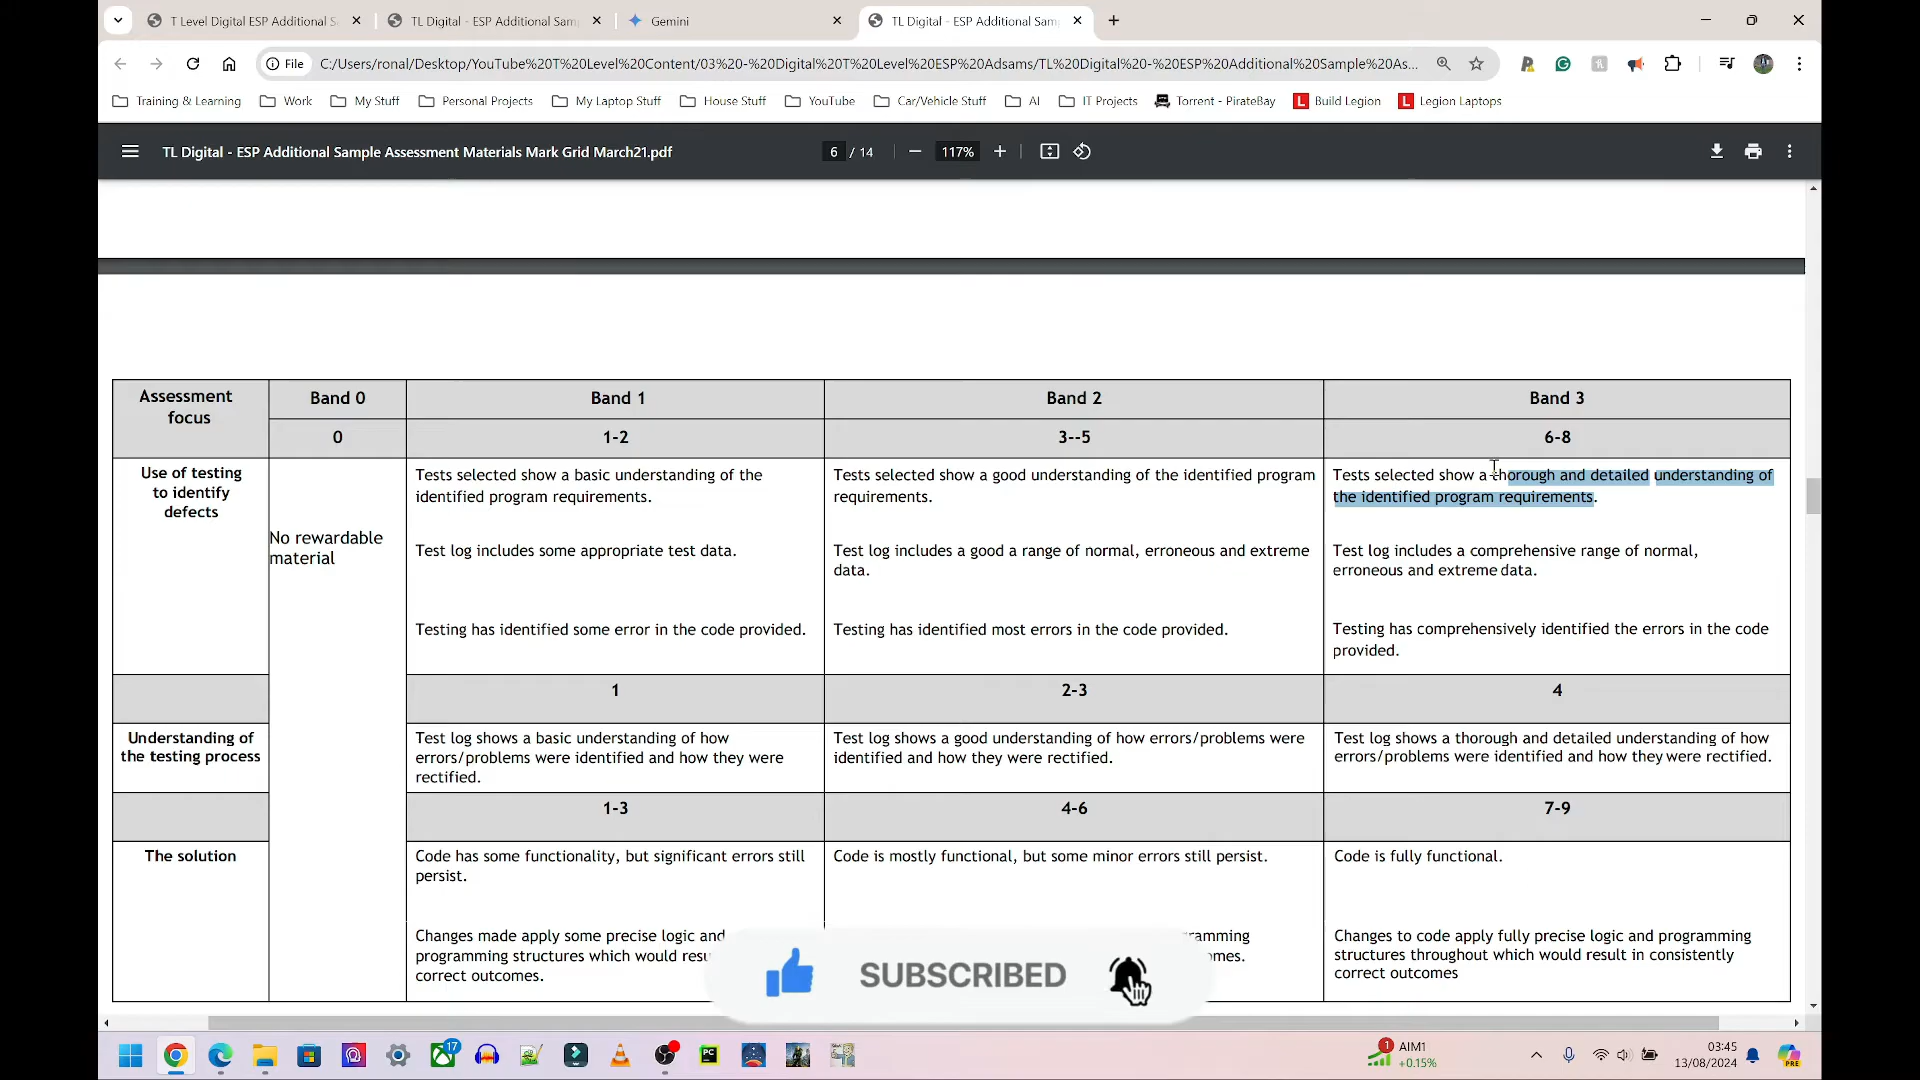 T Level Digital ESP Additional S
TL Digital - ESP Additional Sam
Gemini
TL Digital - ESP Additional Sam
File
C:/Users/ronal/Desktop/YouTube%20T%20Level%20Content/03%20-%20Digital%20T%20Level%20ESP%20Adsams/TL%20Digital%20-%20ESP%20Additional%20Sample%20As...
Training & Learning
Work
My Stuff
Personal Projects
My Laptop Stuff
House Stuff
YouTube
Car/Vehicle Stuff
AI
IT Projects
Torrent - PirateBay
L Build Legion
L Legion Laptops
TL Digital - ESP Additional Sample Assessment Materials Mark Grid March21.pdf
6 / 14
117%
Assessment
focus
Band 0
Band 1
Band 2
Band 3
0
1-2
3--5
6-8
Use of testing
to identify
defects
No rewardable
material
Tests selected show a basic understanding of the
identified program requirements.
Test log includes some appropriate test data.
Testing has identified some error in the code provided.
Tests selected show a good understanding of the identified program
requirements.
Test log includes a good a range of normal, erroneous and extreme
data.
Testing has identified most errors in the code provided.
Tests selected show a thorough and detailed understanding of
the identified program requirements.
Test log includes a comprehensive range of normal,
erroneous and extreme data.
Testing has comprehensively identified the errors in the code
provided.
1
2-3
4
Understanding of
the testing process
Test log shows a basic understanding of how
errors/problems were identified and how they were
rectified.
Test log shows a good understanding of how errors/problems were
identified and how they were rectified.
Test log shows a thorough and detailed understanding of how
errors/problems were identified and how they were rectified.
1-3
4-6
7-9
The solution
Code has some functionality, but significant errors still
persist.
Changes made apply some precise logic and
programming structures which would resu
correct outcomes.
Code is mostly functional, but some minor errors still persist.
ramming
omes.
Code is fully functional.
Changes to code apply fully precise logic and programming
structures throughout which would result in consistently
correct outcomes
SUBSCRIBED
17
PC
1
AIM1
+0.15%
03:45
13/08/2024
PRE